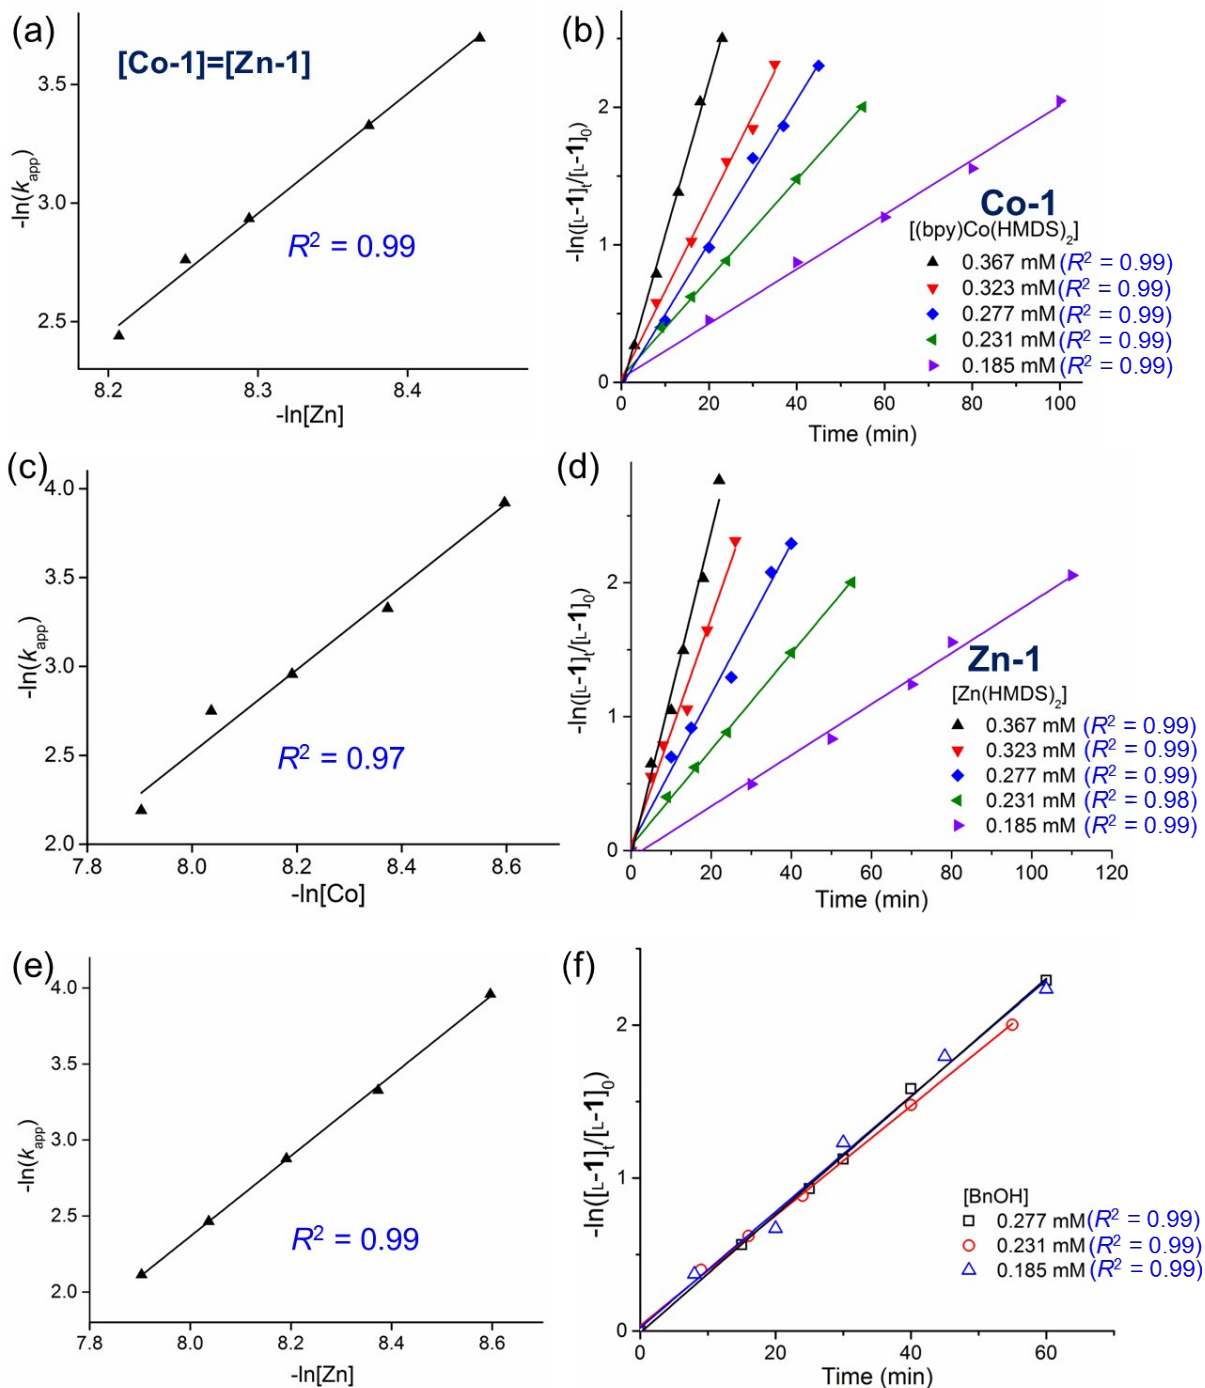 (a)
[Co-1]=[Zn-1]
-ln(kapp)
3.5
3.0
2.5
R2 = 0.99
8.2 8.3 8.4
-ln[Zn]
(b)
-ln([L-1]t/[L-1]0)
2
1
0
Co-1
[(bpy)Co(HMDS)2]
0.367 mM (R2 = 0.99)
0.323 mM (R2 = 0.99)
0.277 mM (R2 = 0.99)
0.231 mM (R2 = 0.99)
0.185 mM (R2 = 0.99)
0 20 40 60 80 100
Time (min)
(c)
-ln(kapp)
4.0
3.5
3.0
2.5
2.0
R2 = 0.97
7.8 8.0 8.2 8.4 8.6
-ln[Co]
(d)
-ln([L-1]t/[L-1]0)
2
1
0
Zn-1
[Zn(HMDS)2]
0.367 mM (R2 = 0.99)
0.323 mM (R2 = 0.99)
0.277 mM (R2 = 0.99)
0.231 mM (R2 = 0.98)
0.185 mM (R2 = 0.99)
0 20 40 60 80 100 120
Time (min)
(e)
-ln(kapp)
4.0
3.5
3.0
2.5
2.0
R2 = 0.99
7.8 8.0 8.2 8.4 8.6
-ln[Zn]
(f)
-ln([L-1]t/[L-1]0)
2
1
0
[BnOH]
0.277 mM (R2 = 0.99)
0.231 mM (R2 = 0.99)
0.185 mM (R2 = 0.99)
0 20 40 60
Time (min)